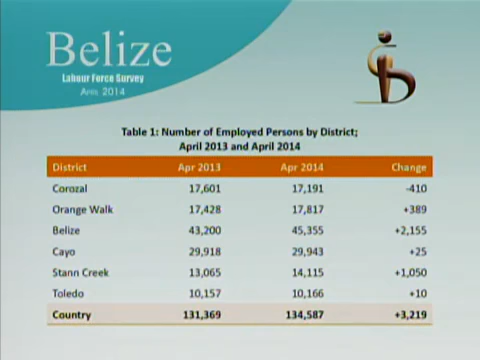 Belize
Labour Force Survey
April 2014
Table 1: Number of Employed Persons by District;
April 2013 and April 2014
District Apr 2013 Apr 2014 Change
Corozal 17,601 17,191 -410
Orange Walk 17,428 17,817 +389
Belize 43,200 45,355 +2,155
Cayo 29,918 29,943 +25
Stann Creek 13,065 14,115 +1,050
Toledo 10,157 10,166 +10
Country 131,369 134,587 +3,219